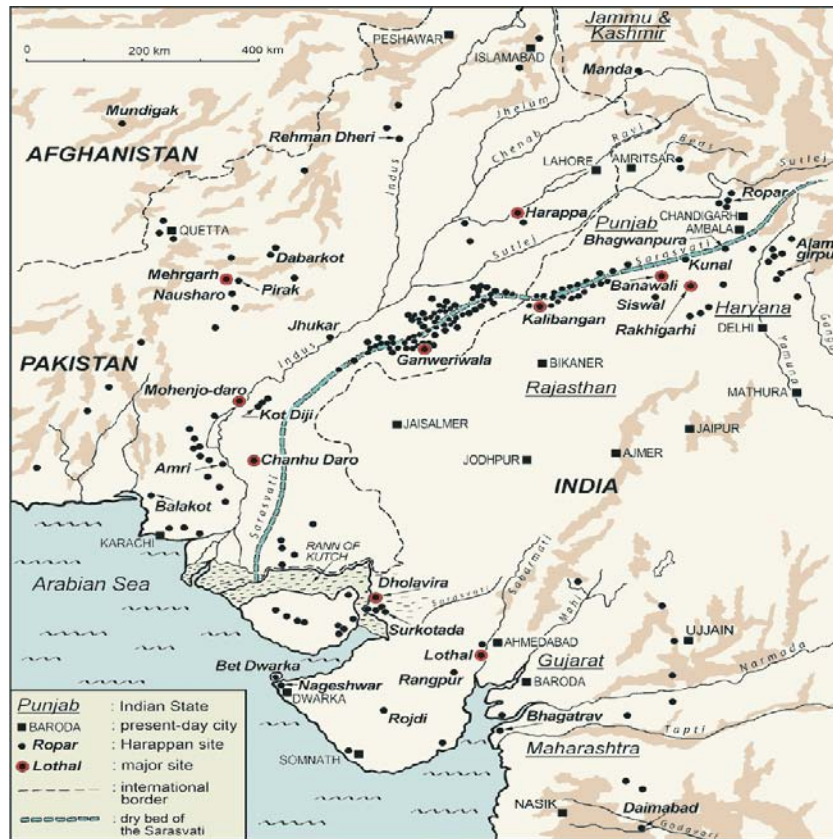 Jammu &
Kashmir
0
200 km
400 km
PESHAWAR
ISLAMABAD
Manda
Mundigak
Jhelum
Rehman Dheri
Chenab
Ravi
Beas
AFGHANISTAN
Indus
LAHORE
AMRITSAR
Sutlej
Ropar
Harappa
Punjab
CHANDIGARH
QUETTA
AMBALA
Bhagwanpura
Sutlej
Sarasvati
Alam
girpur
Dabarkot
Kunal
Mehrgarh
Pirak
Banawali
Nausharo
Siswal
Haryana
Kalibangan
Rakhigarhi
Jhukar
DELHI
Indus
Ganweriwala
Yamuna
PAKISTAN
BIKANER
Rajasthan
Mohenjo-daro
MATHURA
Kot Diji
JAISALMER
JAIPUR
Amri
Chanhu Daro
JODHPUR
AJMER
INDIA
Balakot
Sarasvati
KARACHI
RANN OF
KUTCH
Arabian Sea
Dholavira
Sarasvati
Sabarmati
Mahi
Surkotada
AHMEDABAD
UJJAIN
Lothal
Gujarat
Bet Dwarka
Rangpur
Narmada
Nageshwar
BARODA
DWARKA
Rojdi
Bhagatrav
Tapti
Maharashtra
SOMNATH
NASIK
Daimabad
Godavari
Punjab : Indian State
BARODA : present-day city
Ropar : Harappan site
Lothal : major site
: international
border
: dry bed of
the Sarasvati